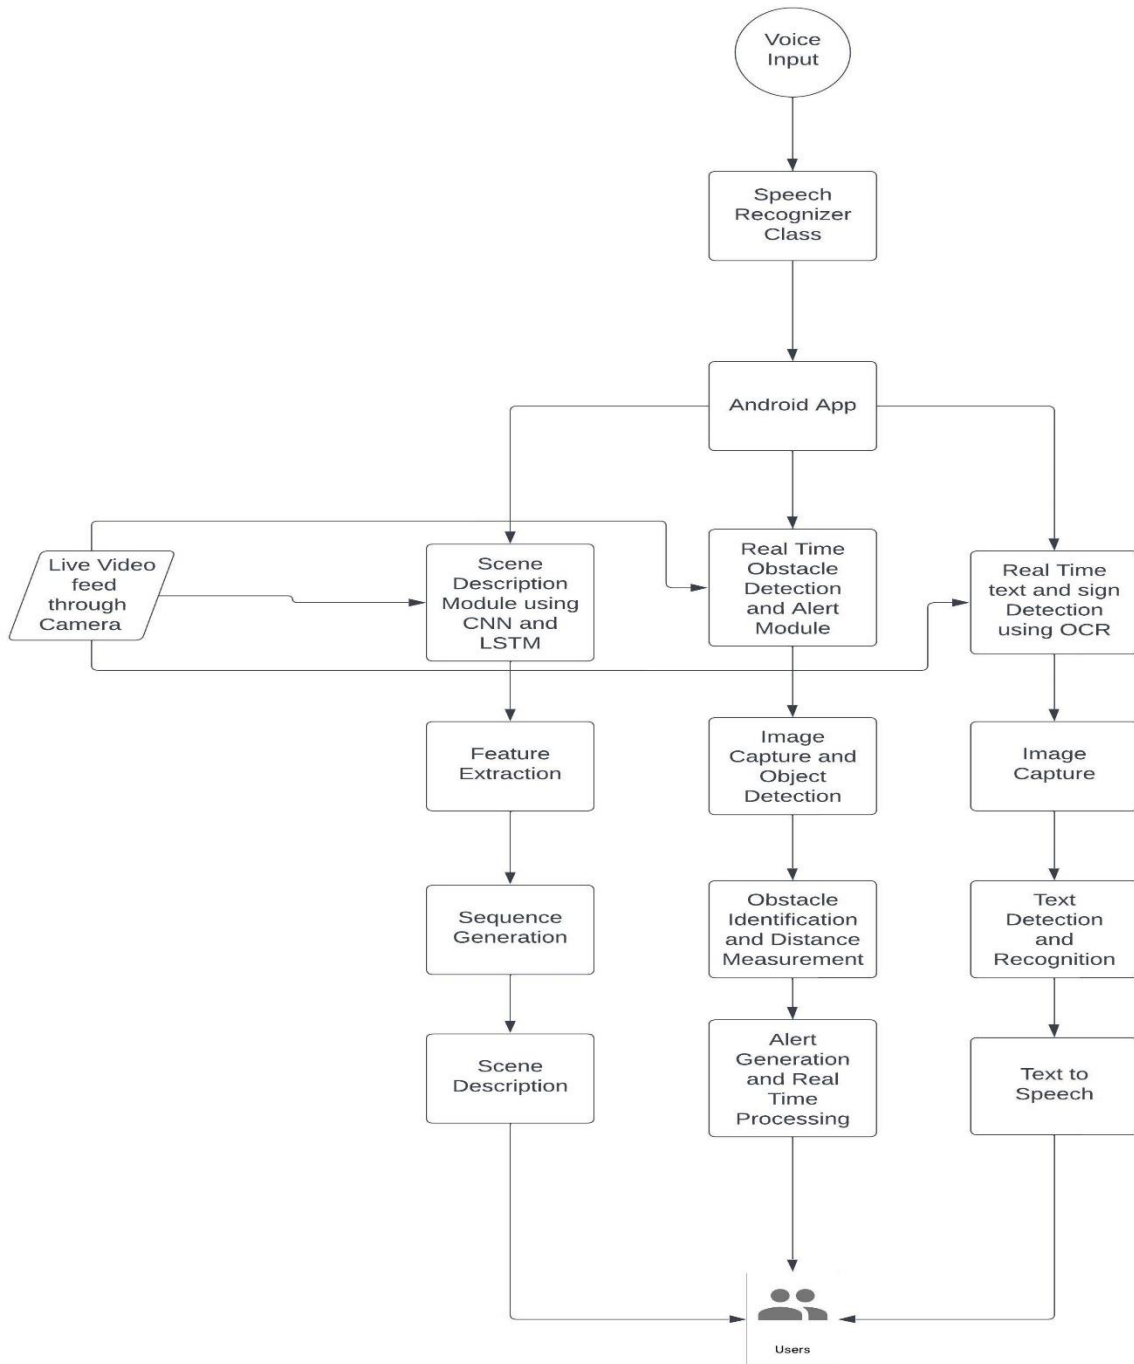 Voice
Input
Speech
Recognizer
Class
Android App
Live Video
feed
through
Camera
Scene
Description
Module using
CNN and
LSTM
Real Time
Obstacle
Detection
and Alert
Module
Real Time
text and sign
Detection
using OCR
Feature
Extraction
Image
Capture and
Object
Detection
Image
Capture
Sequence
Generation
Obstacle
Identification
and Distance
Measurement
Text
Detection
and
Recognition
Scene
Description
Alert
Generation
and Real
Time
Processing
Text to
Speech
Users